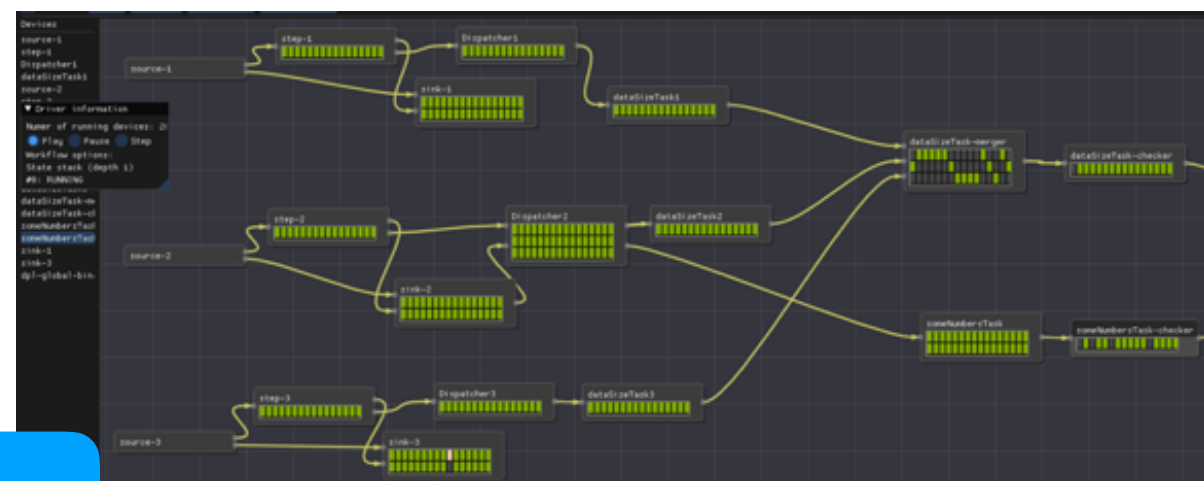 Devices
source-1
step-1
Dispatcher1
dataSizeTask1
source-2
▼ Driver information
Numer of running devices: 2
Play Pause Step
Workflow options:
State stack (depth 1)
#0: RUNNING
dataSizeTask-m
dataSizeTask-c
someNumbersTas
someNumbersTas
sink-1
sink-3
dpl-global-bin
source-1
step-1
Dispatcher1
sink-1
dataSizeTask1
dataSizeTask-merger
dataSizeTask-checker
source-2
step-2
Dispatcher2
dataSizeTask2
sink-2
someNumbersTask
someNumbersTask-checker
source-3
step-3
Dispatcher3
dataSizeTask3
sink-3